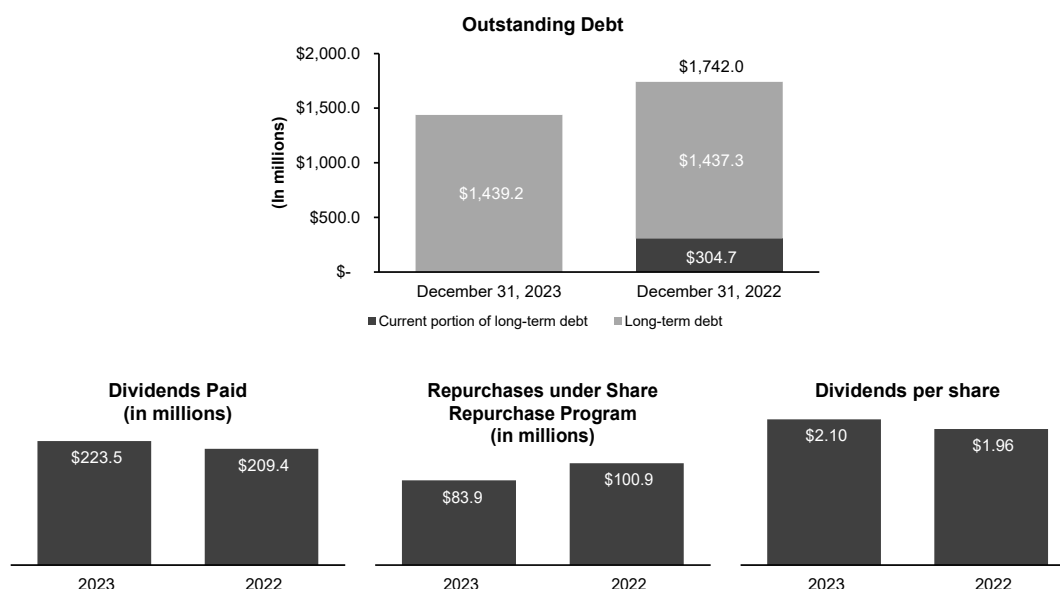 Outstanding Debt
$2,000.0
$1,500.0
$1,000.0
$500.0
$-
(In millions)
$1,439.2
$1,742.0
$1,437.3
$304.7
December 31, 2023
December 31, 2022
Current portion of long-term debt
Long-term debt
Dividends Paid
(in millions)
$223.5
$209.4
2023
2022
Repurchases under Share
Repurchase Program
(in millions)
$83.9
$100.9
2023
2022
Dividends per share
$2.10
$1.96
2023
2022